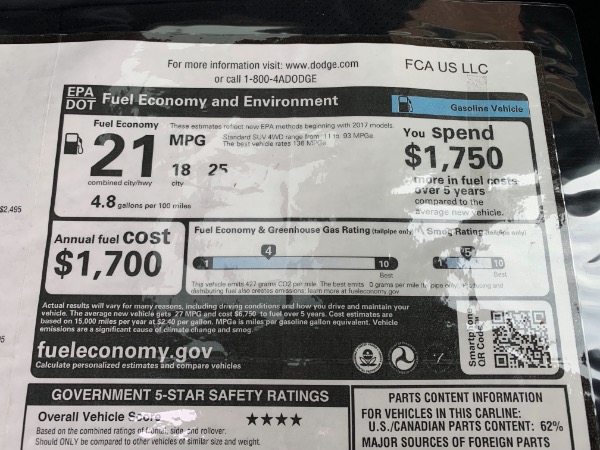 For more information visit: www.dodge.com
or call 1-800-4ADODGE
FCA US LLC
EPA
DOT
Fuel Economy and Environment
Gasoline Vehicle
Fuel Economy
These estimates reflect new EPA methods beginning with 2017 models.
21
MPG
Standard SUV 4WD range from 11 to 93 MPGe.
The best vehicle rates 136 MPGe.
18 25
combined city/hwy
city
4.8 gallons per 100 miles
You spend
$1,750
more in fuel costs
over 5 years
compared to the
average new vehicle.
$2,495
Annual fuel cost
$1,700
Fuel Economy & Greenhouse Gas Rating (tailpipe only)
Smog Rating (tailpipe only)
4
1
10
Best
5
1
10
Best
This vehicle emits 427 grams CO2 per mile. The best emits 0 grams per mile
distributing fuel also creates emissions; learn more at fueleconomy.gov
Actual results will vary for many reasons, including driving conditions and how you drive and maintain your
vehicle. The average new vehicle gets 27 MPG and cost $6,750 to fuel over 5 years. Cost estimates are
based on 15,000 miles per year at $2.40 per gallon. MPGe is miles per gasoline gallon equivalent. Vehicle
emissions are a significant cause of climate change and smog.
fueleconomy.gov
Calculate personalized estimates and compare vehicles
Smartphone
QR Code
GOVERNMENT 5-STAR SAFETY RATINGS
Overall Vehicle Score
★★★★
Based on the combined ratings of frontal, side and rollover.
Should ONLY be compared to other vehicles of similar size and weight.
PARTS CONTENT INFORMATION
FOR VEHICLES IN THIS CARLINE:
U.S./CANADIAN PARTS CONTENT: 62%
MAJOR SOURCES OF FOREIGN PARTS